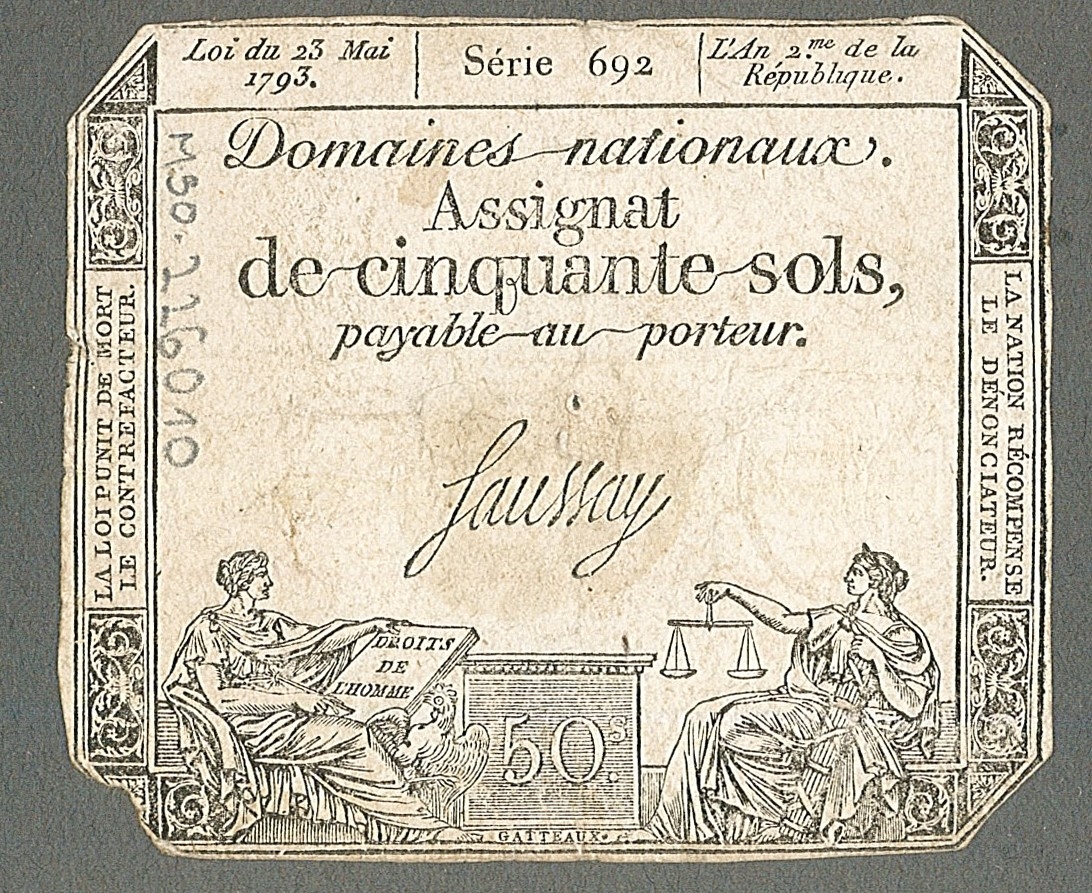 Loi du 23 Mai
1793.
Série 692
L'An 2.me de la
République.
Domaines nationaux.
Assignat
de cinquante sols,
payable au porteur.
Saussay
LA LOI PUNIT DE MORT
LE CONTREFACTEUR.
LA NATION RÉCOMPENSE
LE DÉNONCIATEUR.
M50-226010
DROITS
DE
L'HOMME
50.s
GATTEAUX.